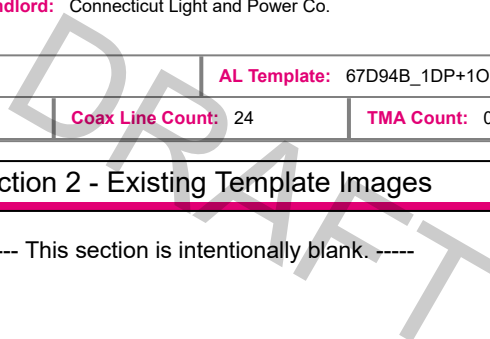 ndlord: Connecticut Light and Power Co.
AL Template: 67D94B_1DP+1O
Coax Line Count: 24 TMA Count: 0
ction 2 - Existing Template Images
-- This section is intentionally blank. -----
DRAFT